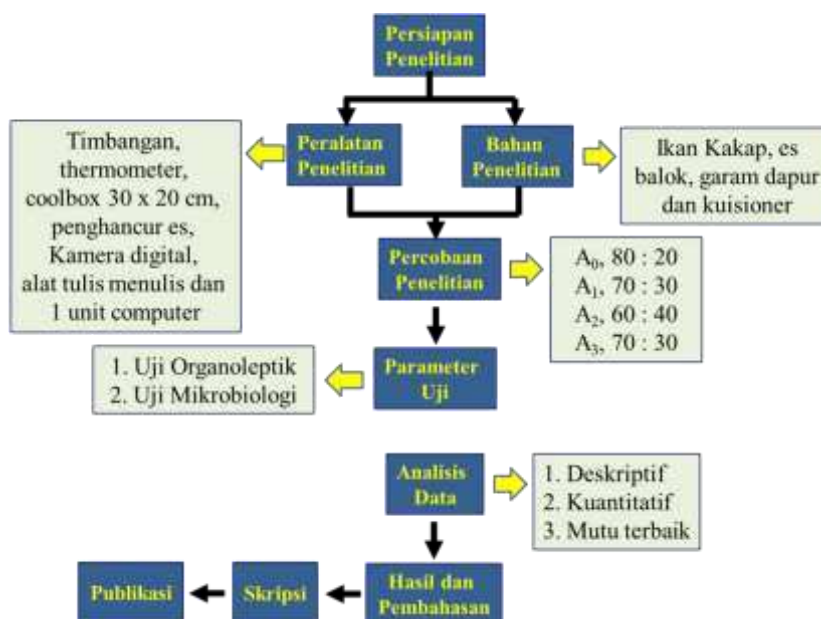 Persiapan
Penelitian
Peralatan
Penelitian
Bahan
Penelitian
Timbangan,
thermometer,
coolbox 30 x 20 cm,
penghancur es,
Kamera digital,
alat tulis menulis dan
1 unit computer
Ikan Kakap, es
balok, garam dapur
dan kuisioner
Percobaan
Penelitian
A₀, 80 : 20
A₁, 70 : 30
A₂, 60 : 40
A₃, 70 : 30
1. Uji Organoleptik
2. Uji Mikrobiologi
Parameter
Uji
Analisis
Data
1. Deskriptif
2. Kuantitatif
3. Mutu terbaik
Hasil dan
Pembahasan
Skripsi
Publikasi